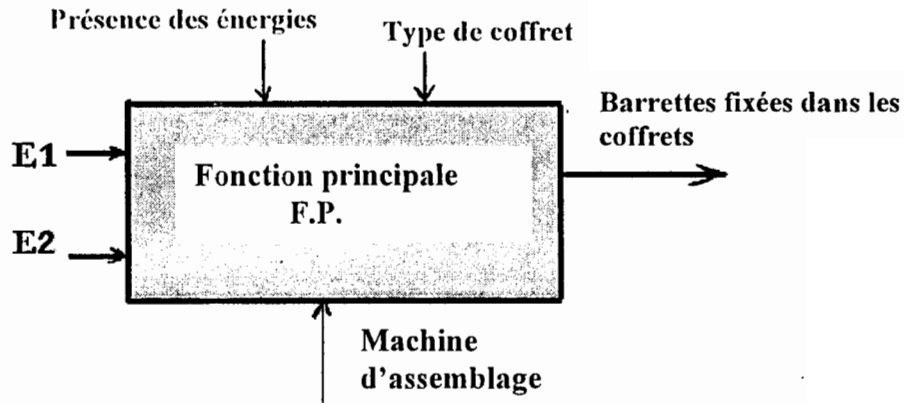 Présence des énergies
Type de coffret
Barrettes fixées dans les
coffrets
E1
Fonction principale
F.P.
E2
Machine
d'assemblage